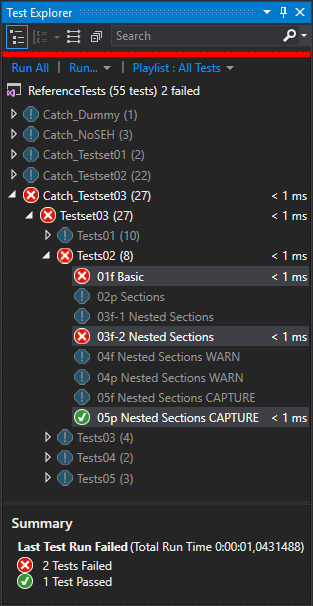 Test Explorer
Search
Run All | Run... | Playlist : All Tests
ReferenceTests (55 tests) 2 failed
Catch_Dummy (1)
Catch_NoSEH (3)
Catch_Testset01 (2)
Catch_Testset02 (22)
Catch_Testset03 (27) < 1 ms
Testset03 (27) < 1 ms
Tests01 (10)
Tests02 (8) < 1 ms
01f Basic < 1 ms
02p Sections
03f-1 Nested Sections
03f-2 Nested Sections < 1 ms
04f Nested Sections WARN
04p Nested Sections WARN
05f Nested Sections CAPTURE
05p Nested Sections CAPTURE < 1 ms
Tests03 (4)
Tests04 (2)
Tests05 (3)
Summary
Last Test Run Failed (Total Run Time 0:00:01,0431488)
2 Tests Failed
1 Test Passed